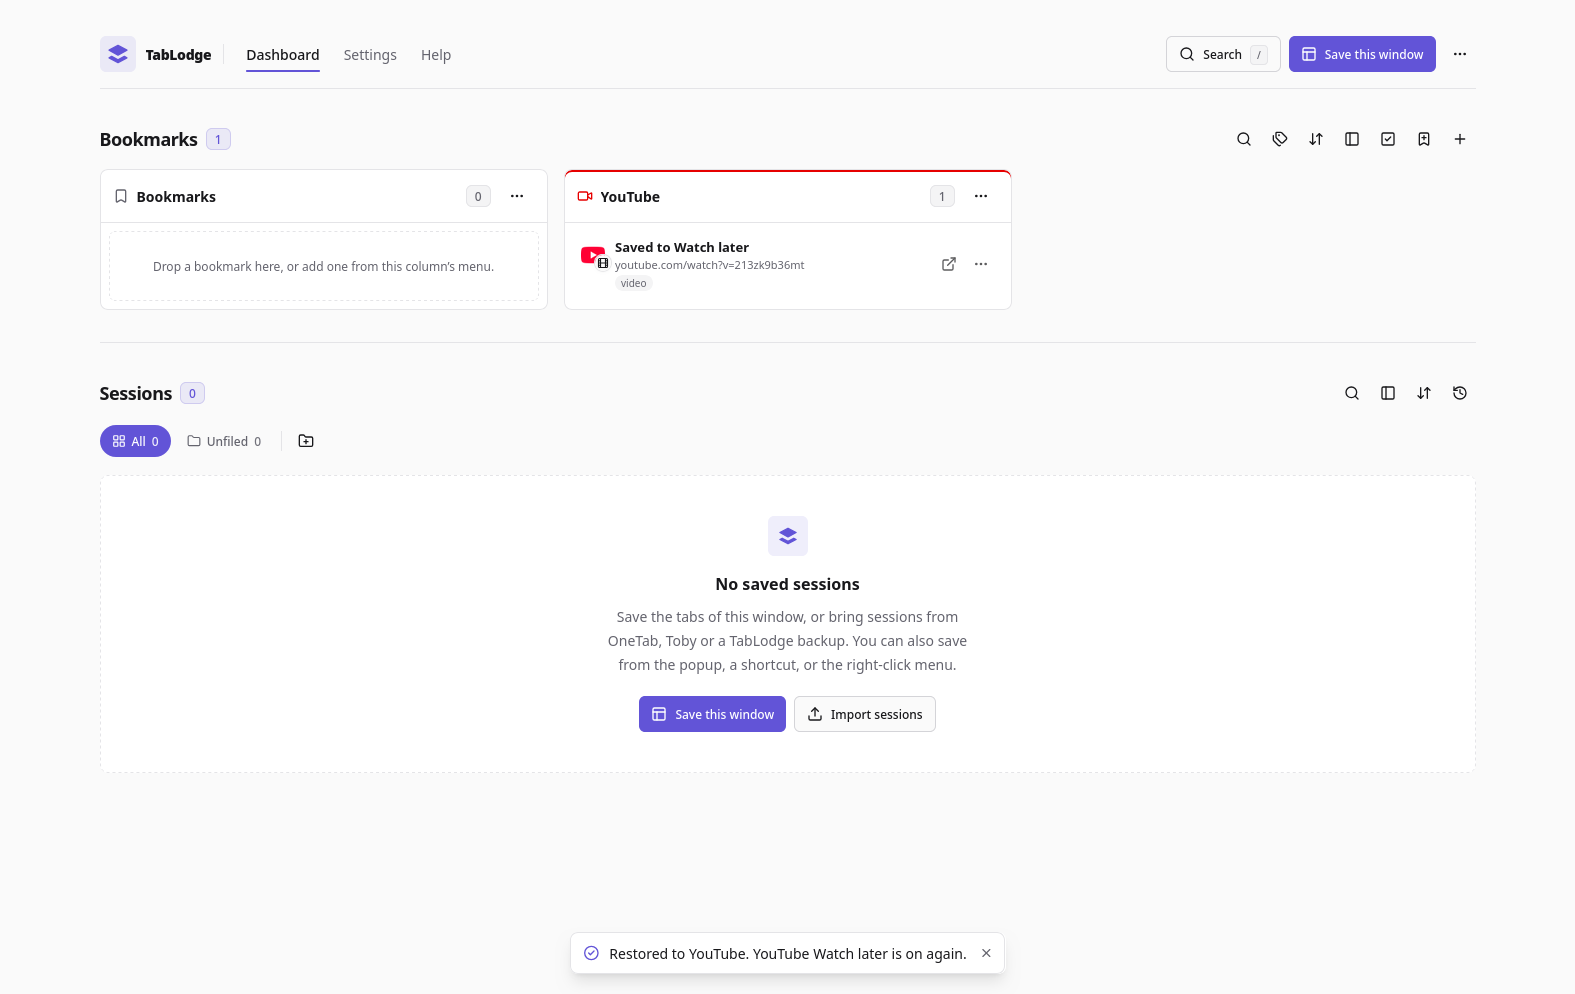 TabLodge
Dashboard
Settings
Help
Search /
Save this window
Bookmarks 1
Bookmarks 0
Drop a bookmark here, or add one from this column's menu.
YouTube 1
Saved to Watch later
youtube.com/watch?v=213zk9b36mt
video
Sessions 0
All 0
Unfiled 0
No saved sessions
Save the tabs of this window, or bring sessions from
OneTab, Toby or a TabLodge backup. You can also save
from the popup, a shortcut, or the right-click menu.
Save this window
Import sessions
Restored to YouTube. YouTube Watch later is on again.